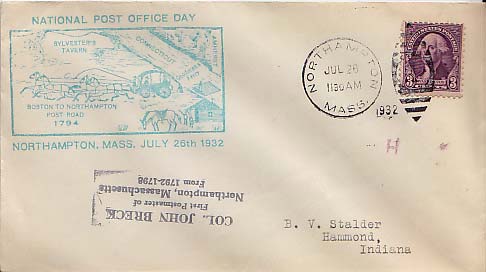 NATIONAL POST OFFICE DAY
SYLVESTER'S
TAVERN
CONNECTICUT
BOSTON TO NORTHAMPTON
POST ROAD
1794
NORTHAMPTON, MASS. JULY 26th 1932
NORTHAMPTON
JUL 26
1130AM
MASS.
1932
3 3
COL. JOHN BRECK
First Postmaster of
Northampton, Massachusetts
From 1792-1798
H
B. V. Stalder
Hammond,
Indiana